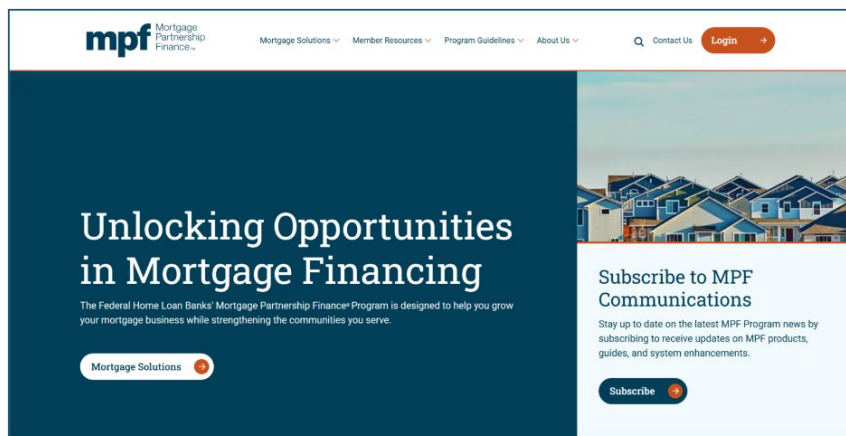 mpf Mortgage
Partnership
Finance™
Mortgage Solutions
Member Resources
Program Guidelines
About Us
Contact Us
Login
Unlocking Opportunities
in Mortgage Financing
The Federal Home Loan Banks' Mortgage Partnership Finance® Program is designed to help you grow
your mortgage business while strengthening the communities you serve.
Mortgage Solutions
Subscribe to MPF
Communications
Stay up to date on the latest MPF Program news by
subscribing to receive updates on MPF products,
guides, and system enhancements.
Subscribe